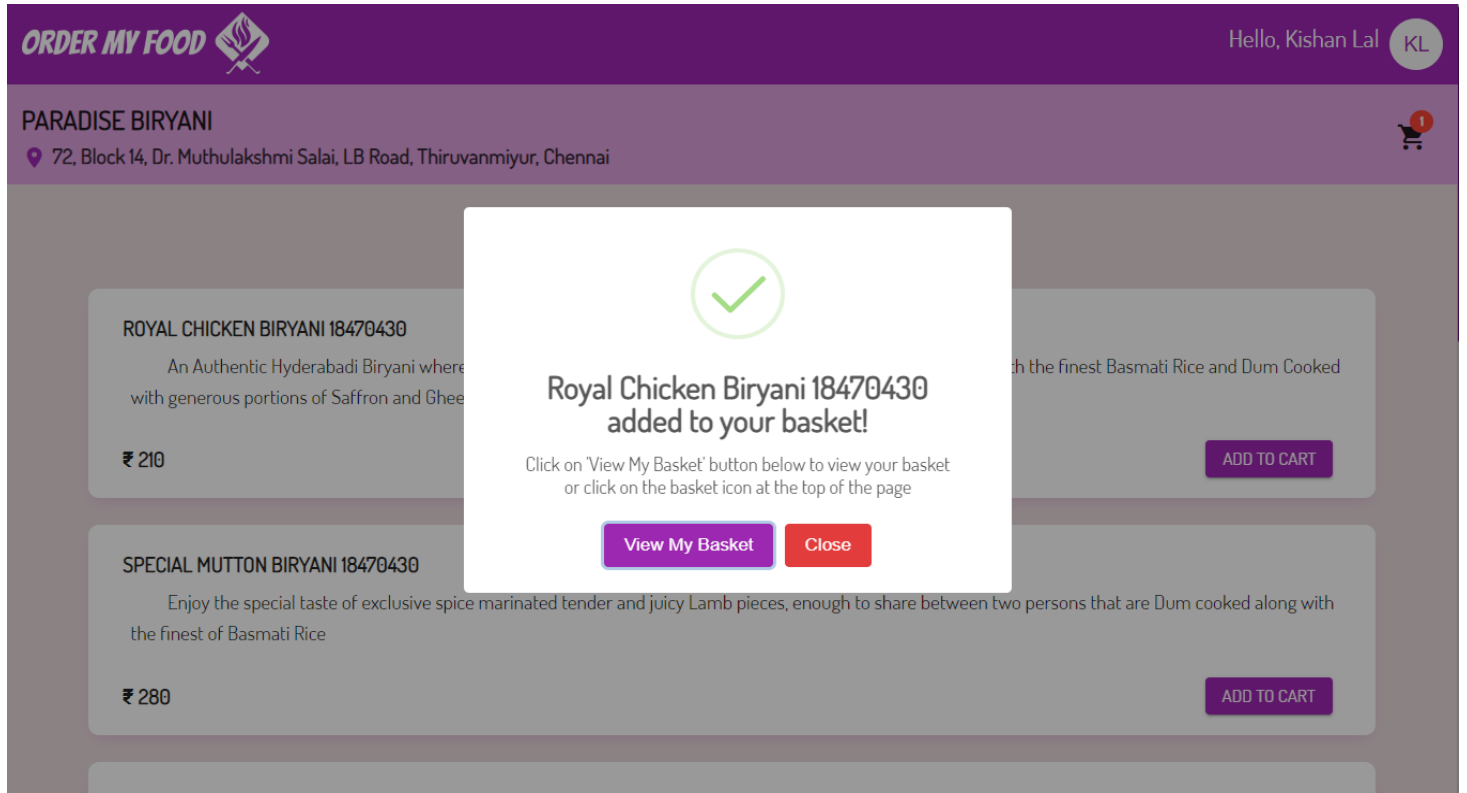 ORDER MY FOOD
Hello, Kishan Lal
KL
PARADISE BIRYANI
1
72, Block 14, Dr. Muthulakshmi Salai, LB Road, Thiruvanmiyur, Chennai
ROYAL CHICKEN BIRYANI 18470430
An Authentic Hyderabadi Biryani where
the finest Basmati Rice and Dum Cooked
with generous portions of Saffron and Ghee
₹ 210
ADD TO CART
Royal Chicken Biryani 18470430
added to your basket!
Click on 'View My Basket' button below to view your basket
or click on the basket icon at the top of the page
View My Basket
Close
SPECIAL MUTTON BIRYANI 18470430
Enjoy the special taste of exclusive spice marinated tender and juicy Lamb pieces, enough to share between two persons that are Dum cooked along with
the finest of Basmati Rice
₹ 280
ADD TO CART